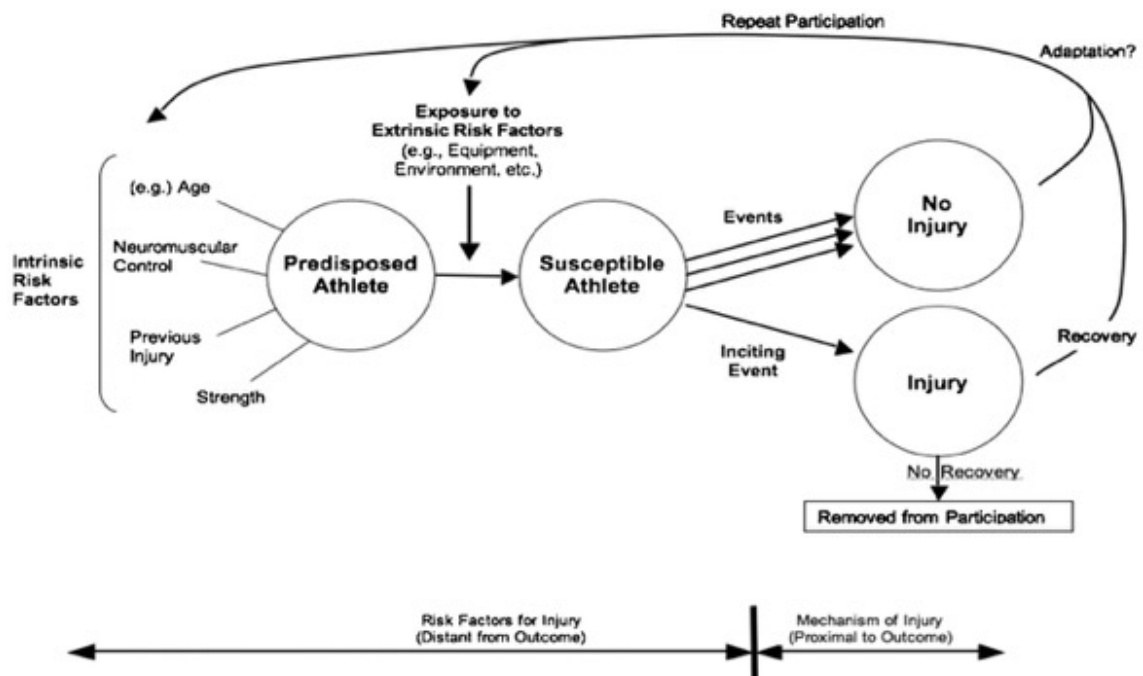 Repeat Participation
Adaptation?
Exposure to
Extrinsic Risk Factors
(e.g., Equipment,
Environment, etc.)
(e.g.) Age
Neuromuscular
Control
Intrinsic
Risk
Factors
Previous
Injury
Strength
Predisposed
Athlete
Susceptible
Athlete
Events
No
Injury
Inciting
Event
Injury
Recovery
No Recovery
Removed from Participation
Risk Factors for Injury
(Distant from Outcome)
Mechanism of Injury
(Proximal to Outcome)